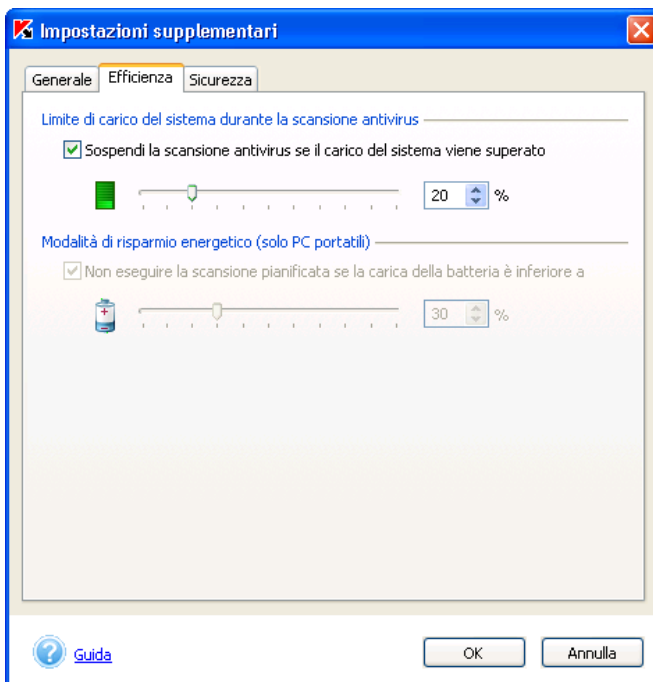 Impostazioni supplementari
Generale Efficienza Sicurezza
Limite di carico del sistema durante la scansione antivirus
Sospendi la scansione antivirus se il carico del sistema viene superato
20 %
Modalità di risparmio energetico (solo PC portatili)
Non eseguire la scansione pianificata se la carica della batteria è inferiore a
30 %
Guida OK Annulla